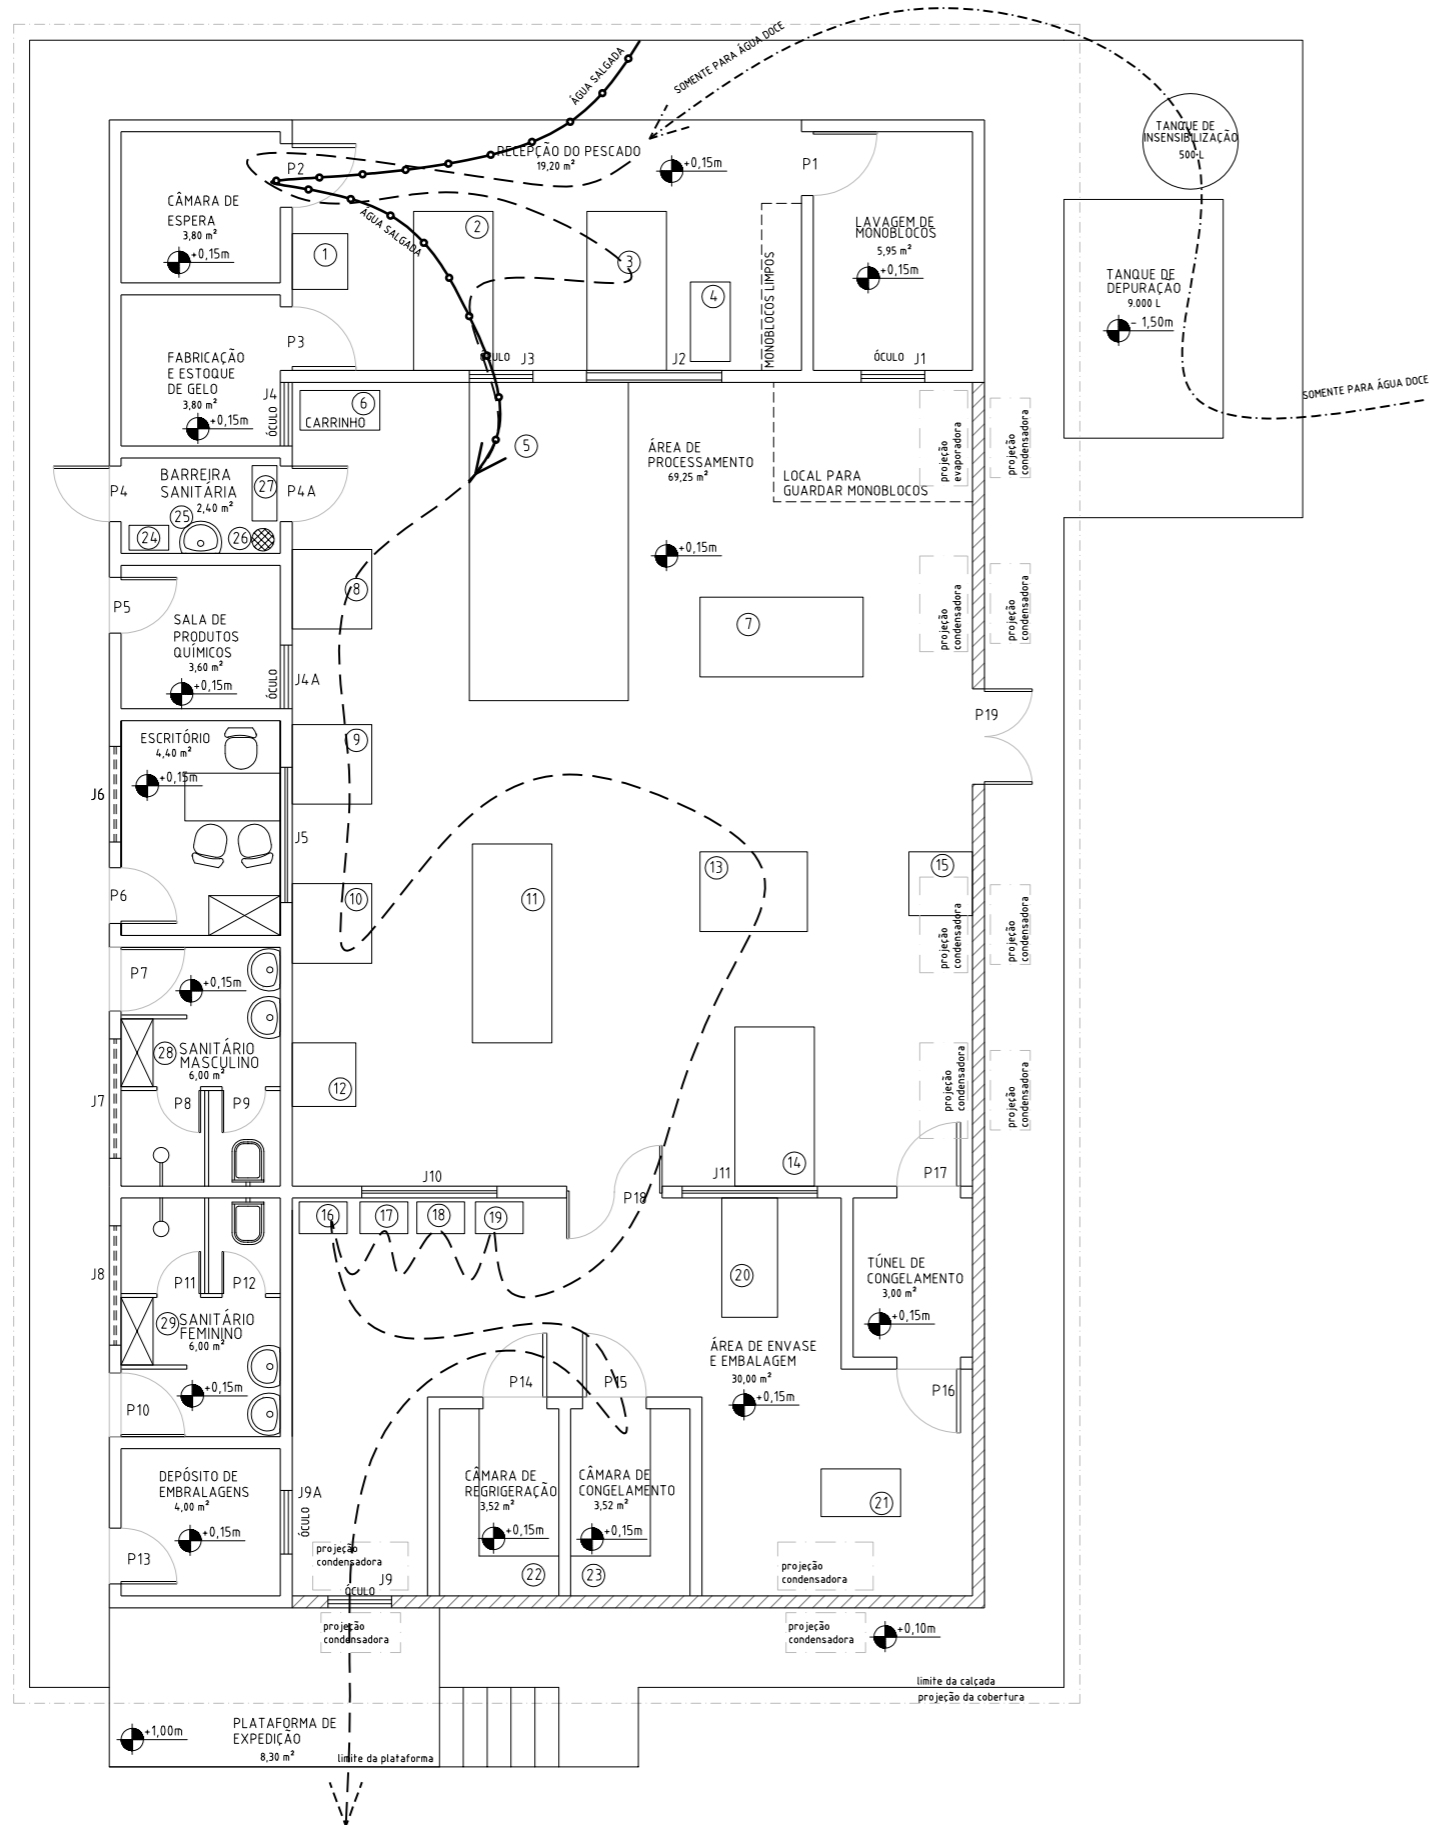 SOMENTE PARA ÁGUA DOCE
ÁGUA SALGADA
TANQUE DE
INSENSIBILIZAÇÃO
500 L
RECEPÇÃO DO PESCADO
19,20 m²
+0,15m
P1
P2
CÂMARA DE
ESPERA
3,80 m²
+0,15m
ÁGUA SALGADA
1
2
3
4
MONOBLOCOS LIMPOS
LAVAGEM DE
MONOBLOCOS
5,95 m²
+0,15m
TANQUE DE
DEPURAÇÃO
9.000 L
- 1,50m
SOMENTE PARA ÁGUA DOCE
P3
FABRICAÇÃO
E ESTOQUE
DE GELO
3,80 m²
+0,15m
J4
ÓCULO
ÓCULO
J3
J2
ÓCULO
J1
6
CARRINHO
5
ÁREA DE
PROCESSAMENTO
69,25 m²
+0,15m
LOCAL PARA
GUARDAR MONOBLOCOS
projeção
evaporadora
projeção
condensadora
P4
BARREIRA
SANITÁRIA
2,40 m²
27
P4A
24
25
26
P5
SALA DE
PRODUTOS
QUÍMICOS
3,60 m²
+0,15m
ÓCULO
J4A
8
7
projeção
condensadora
projeção
condensadora
P19
ESCRITÓRIO
4,40 m²
+0,15m
J6
J5
P6
9
10
11
13
15
projeção
condensadora
projeção
condensadora
P7
+0,15m
28
SANITÁRIO
MASCULINO
6,00 m²
J7
P8
P9
12
14
projeção
condensadora
projeção
condensadora
J10
J11
P17
P18
16
17
18
19
20
J8
P11
P12
29
SANITÁRIO
FEMININO
6,00 m²
+0,15m
P10
TÚNEL DE
CONGELAMENTO
3,00 m²
+0,15m
ÁREA DE ENVASE
E EMBALAGEM
30,00 m²
+0,15m
P14
P15
P16
DEPÓSITO DE
EMBRALAGENS
4,00 m²
+0,15m
P13
J9A
ÓCULO
CÂMARA DE
REGRIGERAÇÃO
3,52 m²
+0,15m
22
CÂMARA DE
CONGELAMENTO
3,52 m²
+0,15m
23
21
projeção
condensadora
J9
ÓCULO
projeção
condensadora
projeção
condensadora
projeção
condensadora
+0,10m
limite da calçada
projeção da cobertura
+1,00m
PLATAFORMA DE
EXPEDIÇÃO
8,30 m²
limite da plataforma